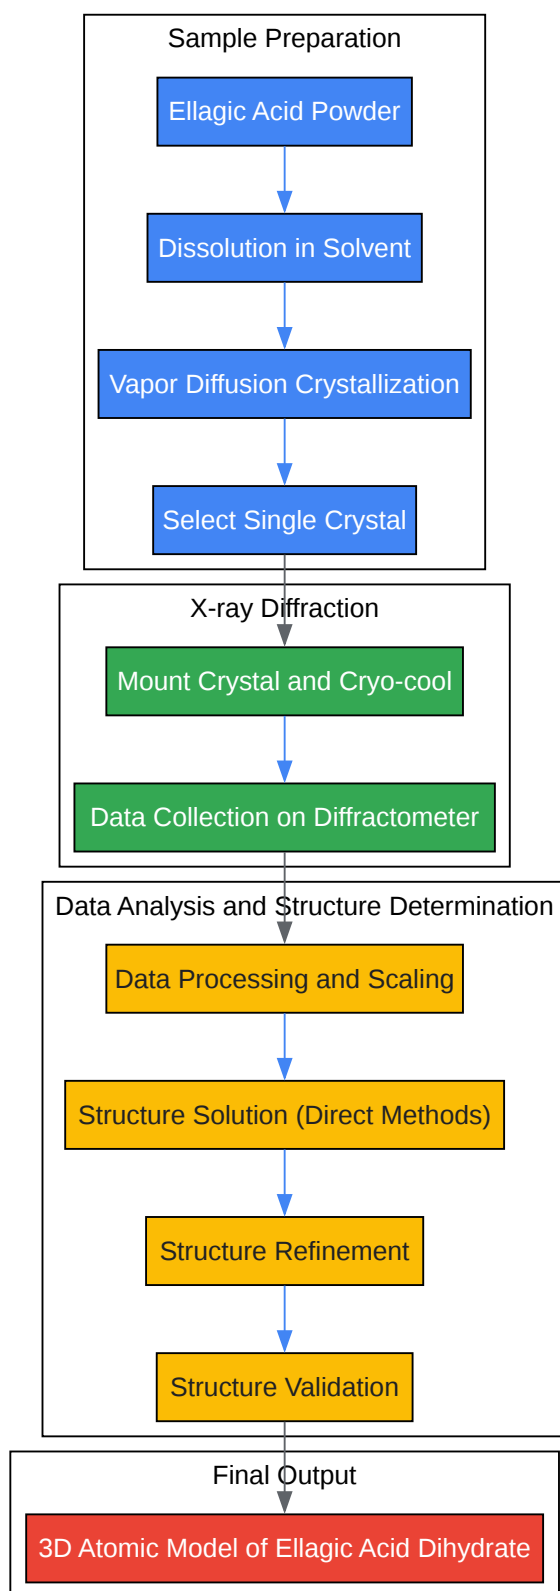 Sample Preparation
Ellagic Acid Powder
Dissolution in Solvent
Vapor Diffusion Crystallization
Select Single Crystal
X-ray Diffraction
Mount Crystal and Cryo-cool
Data Collection on Diffractometer
Data Analysis and Structure Determination
Data Processing and Scaling
Structure Solution (Direct Methods)
Structure Refinement
Structure Validation
Final Output
3D Atomic Model of Ellagic Acid Dihydrate